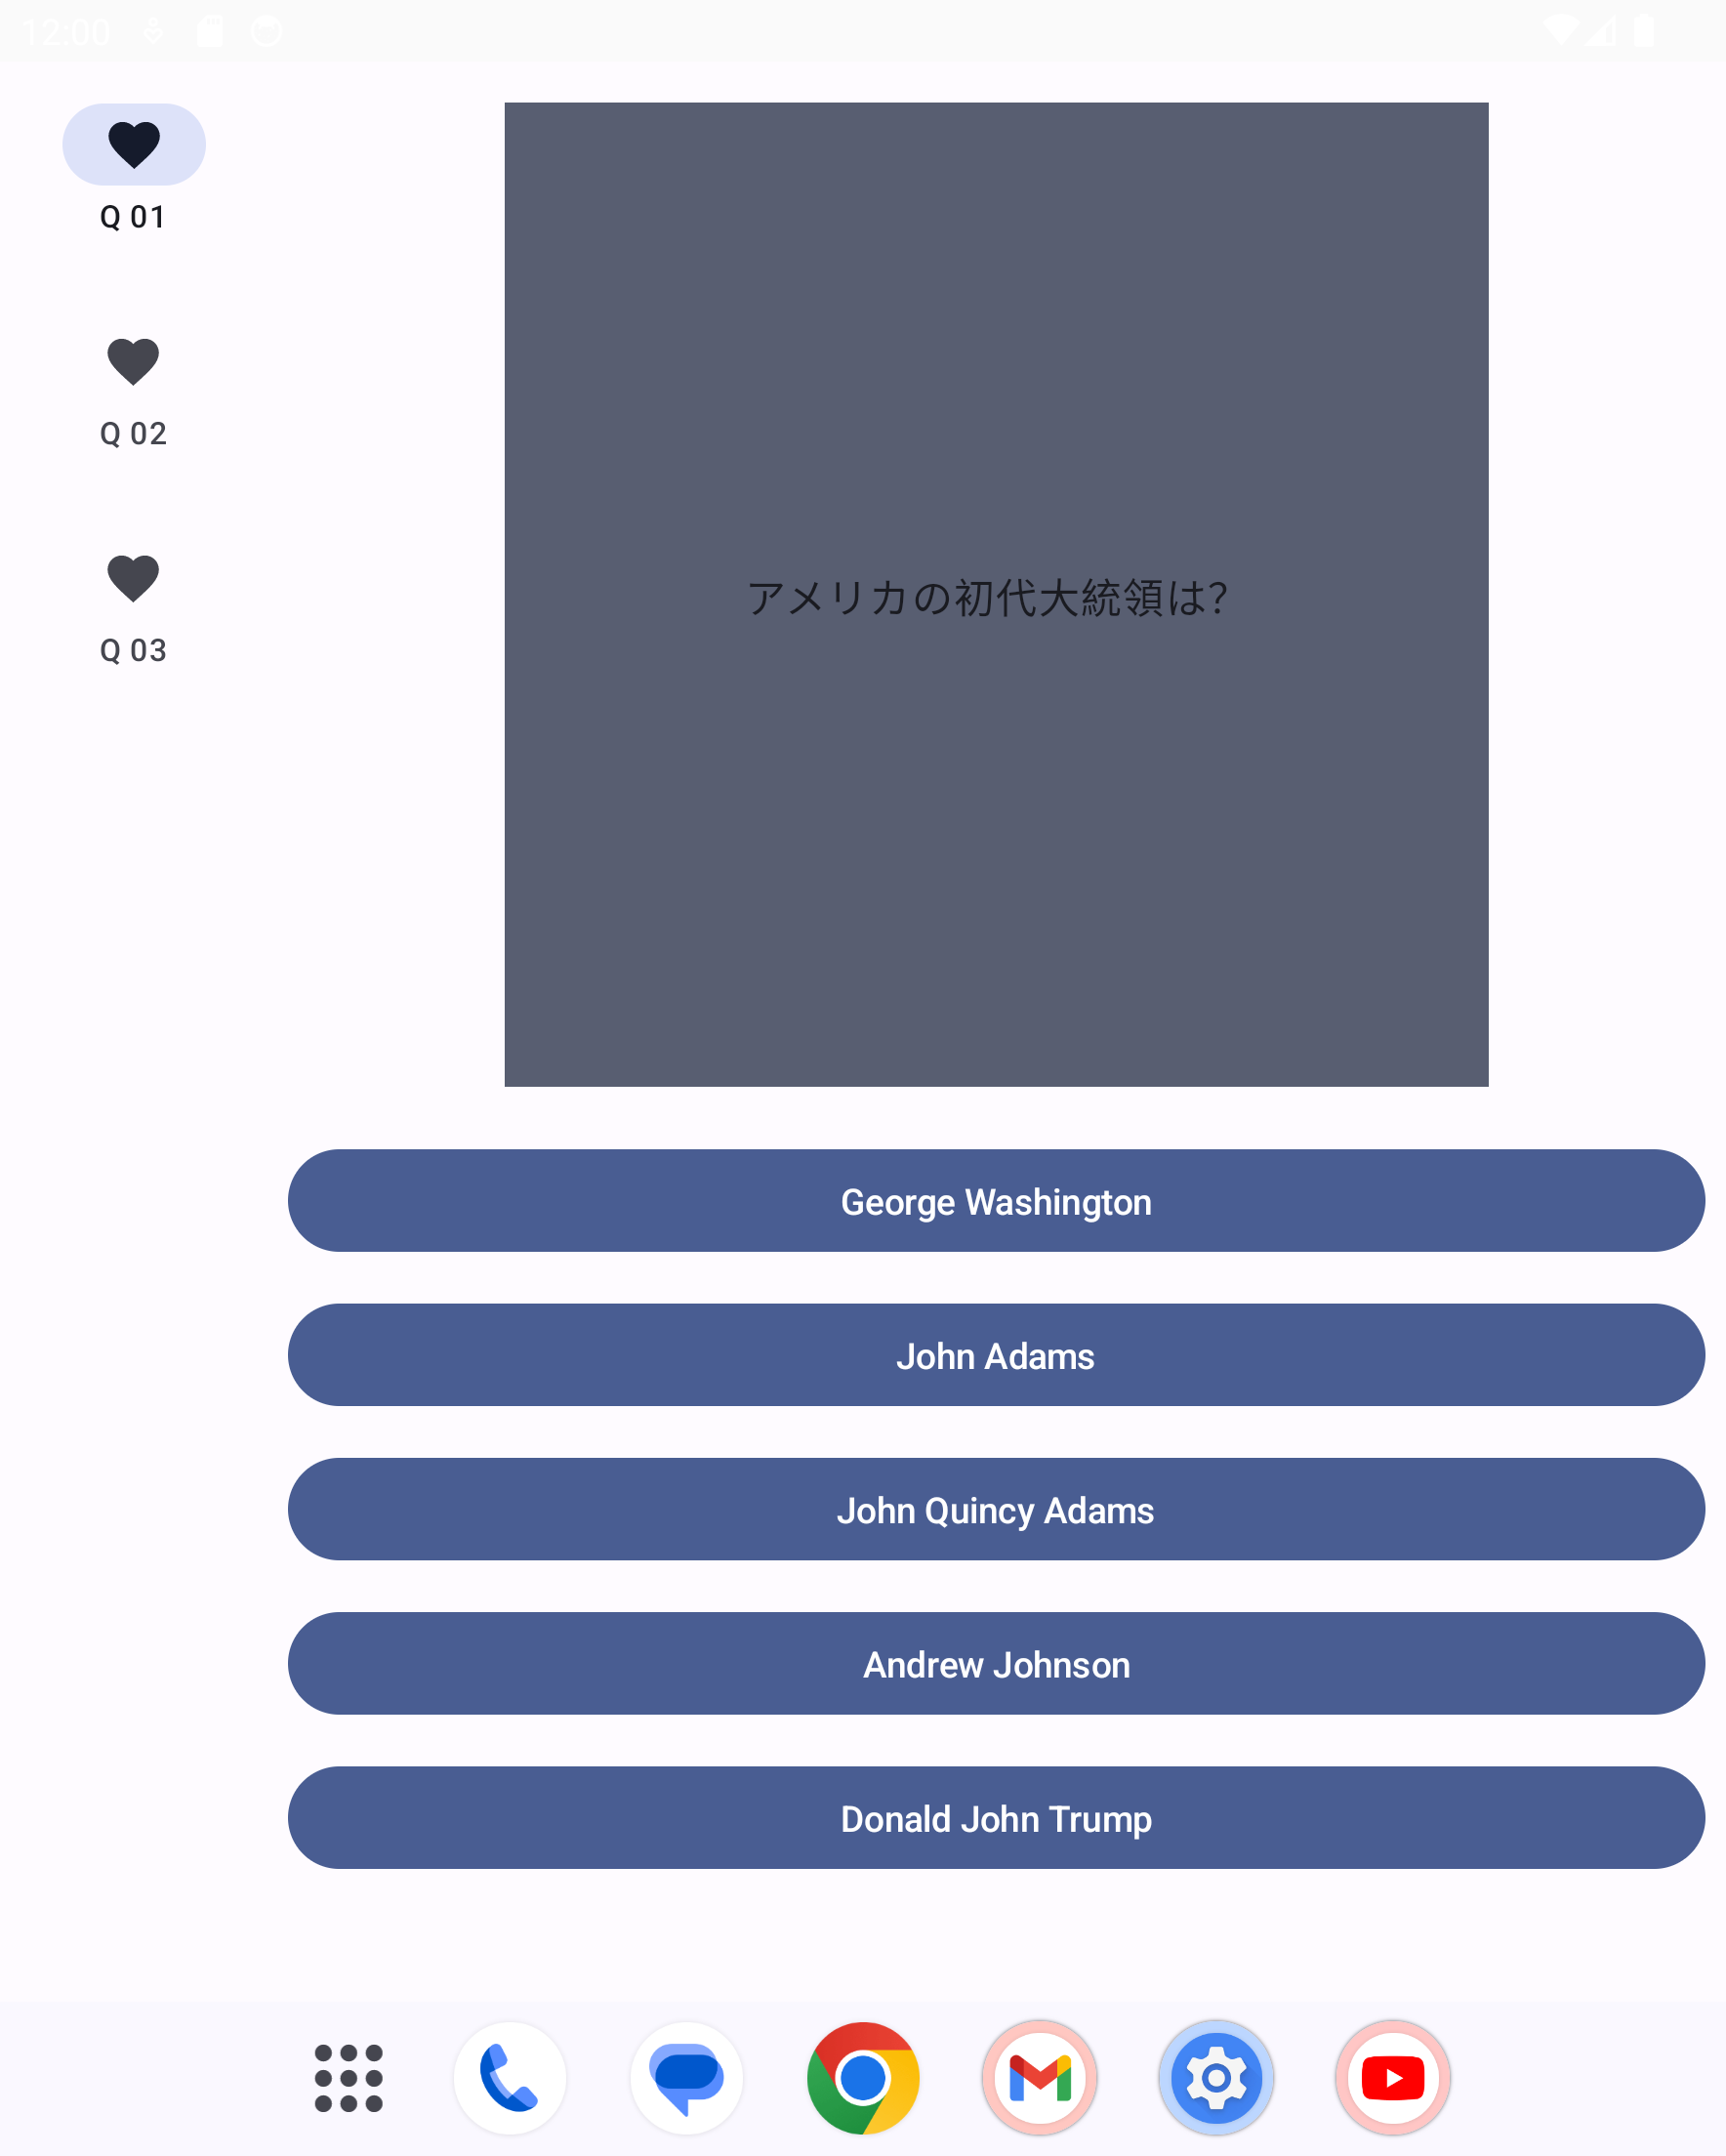 12:00
Q 01
Q 02
Q 03
アメリカの初代大統領は?
George Washington
John Adams
John Quincy Adams
Andrew Johnson
Donald John Trump